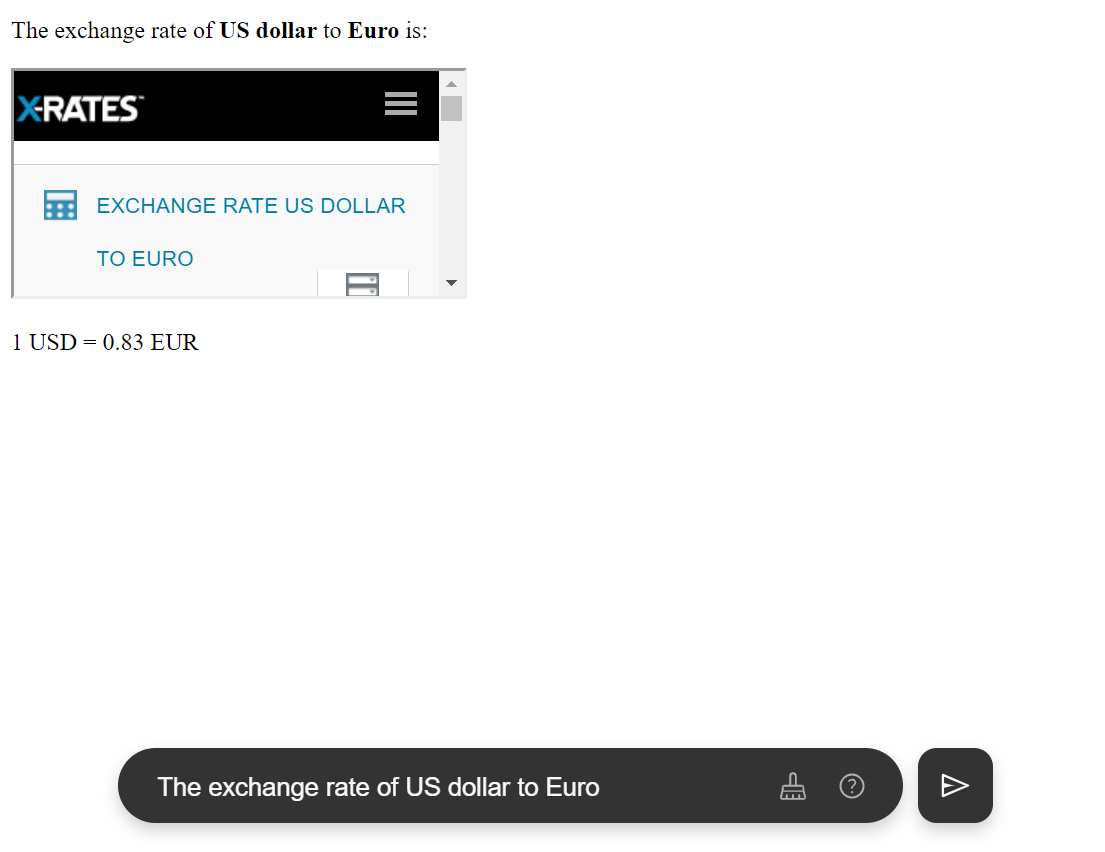 The exchange rate of US dollar to Euro is:
X-RATES™
EXCHANGE RATE US DOLLAR
TO EURO
1 USD = 0.83 EUR
The exchange rate of US dollar to Euro
?